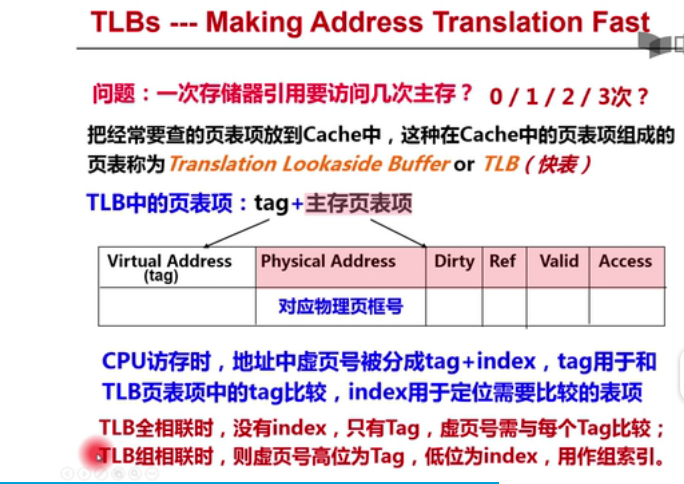 TLBs --- Making Address Translation Fast
问题：一次存储器引用要访问几次主存？ 0 / 1 / 2 / 3次？
把经常要查的页表项放到Cache中，这种在Cache中的页表项组成的
页表称为Translation Lookaside Buffer or TLB（快表）
TLB中的页表项：tag+主存页表项
Virtual Address (tag) Physical Address Dirty Ref Valid Access
对应物理页框号
CPU访存时，地址中虚页号被分成tag+index，tag用于和
TLB页表项中的tag比较，index用于定位需要比较的表项
TLB全相联时，没有index，只有Tag，虚页号需与每个Tag比较；
TLB组相联时，则虚页号高位为Tag，低位为index，用作组索引。